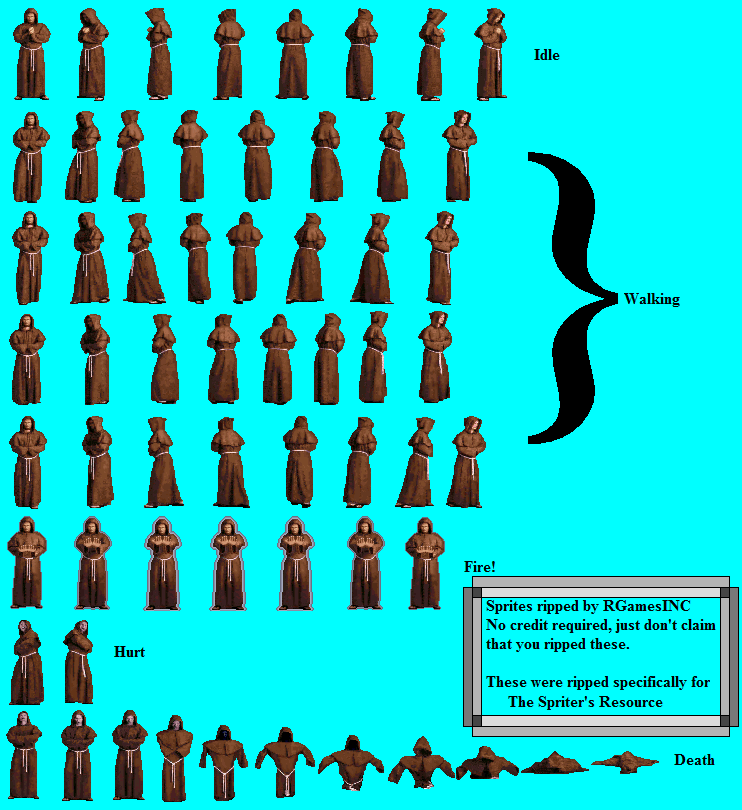 Idle
Walking
Fire!
Sprites ripped by RGamesINC
No credit required, just don't claim
that you ripped these.
These were ripped specifically for
The Spriter's Resource
Hurt
Death